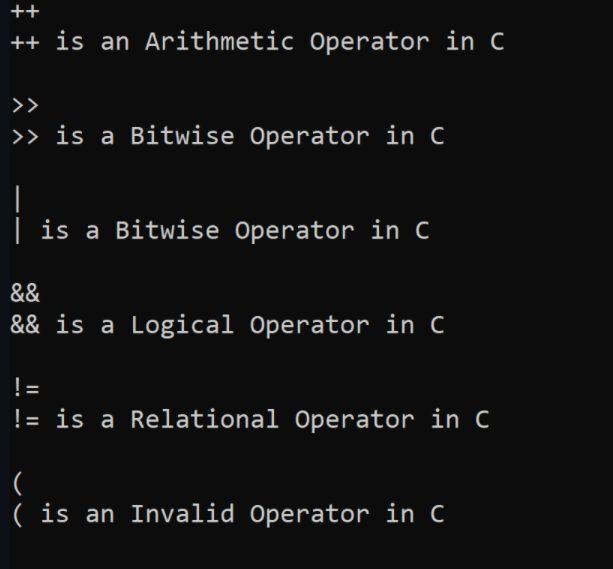 ++
++ is an Arithmetic Operator in C
>>
>> is a Bitwise Operator in C
|
| is a Bitwise Operator in C
&&
&& is a Logical Operator in C
!=
!= is a Relational Operator in C
(
( is an Invalid Operator in C